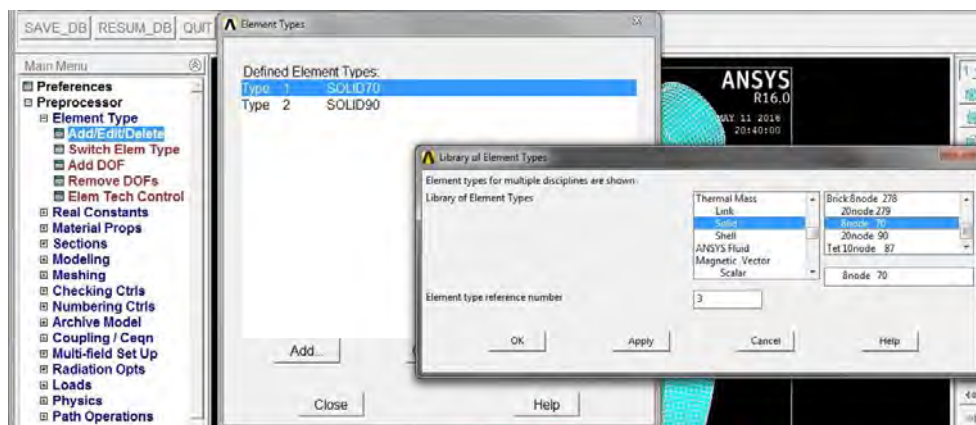 SAVE_DB RESUM_DB QUIT
Main Menu
Preferences
Preprocessor
Element Type
Add/Edit/Delete
Switch Elem Type
Add DOF
Remove DOFs
Elem Tech Control
Real Constants
Material Props
Sections
Modeling
Meshing
Checking Ctrls
Numbering Ctrls
Archive Model
Coupling / Ceqn
Multi-field Set Up
Radiation Opts
Loads
Physics
Path Operations
Element Types
Defined Element Types:
Type 1 SOLID70
Type 2 SOLID90
Add...
Close
Help
ANSYS
R16.0
MAY 11 2016
20:40:00
Library of Element Types
Element types for multiple disciplines are shown
Library of Element Types
Thermal Mass
Link
Solid
Shell
ANSYS Fluid
Magnetic Vector
Scalar
Brick 8node 278
20node 279
8node 70
20node 90
Tet 10node 87
8node 70
Element type reference number
3
OK
Apply
Cancel
Help